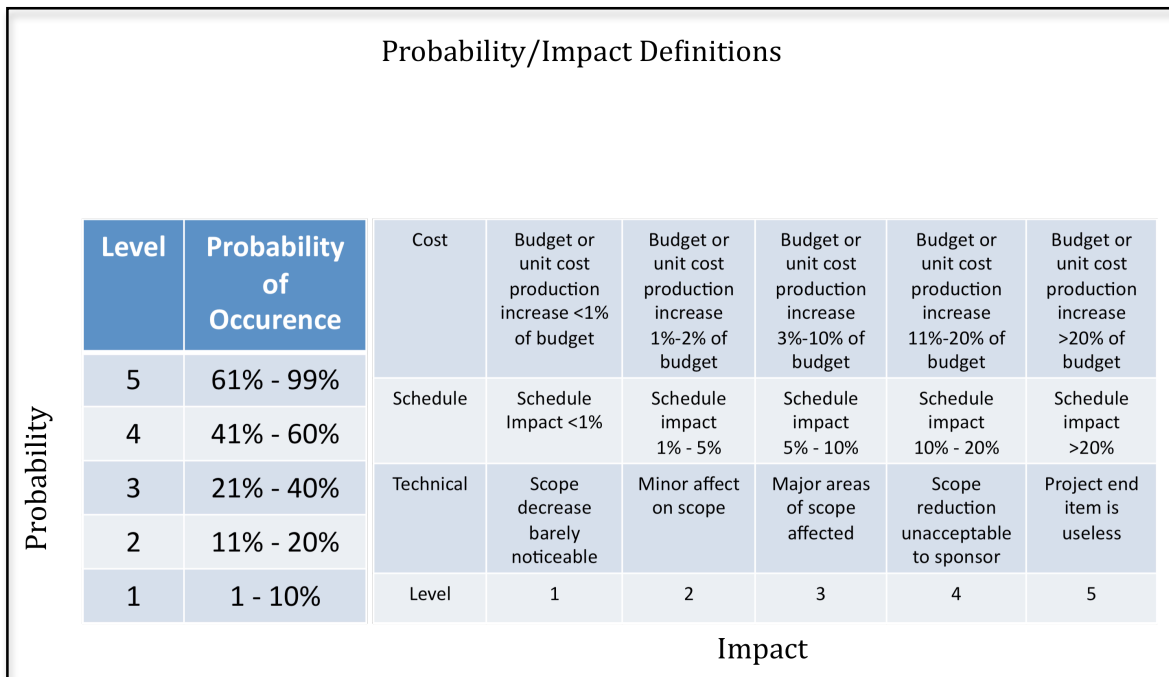 Probability/Impact Definitions
Level
Probability
of
Occurence
5
61% - 99%
4
41% - 60%
3
21% - 40%
2
11% - 20%
1
1 - 10%
Probability
Cost
Budget or
unit cost
production
increase <1%
of budget
Budget or
unit cost
production
increase
1%-2% of
budget
Budget or
unit cost
production
increase
3%-10% of
budget
Budget or
unit cost
production
increase
11%-20% of
budget
Budget or
unit cost
production
increase
>20% of
budget
Schedule
Schedule
Impact <1%
Schedule
impact
1% - 5%
Schedule
impact
5% - 10%
Schedule
impact
10% - 20%
Schedule
impact
>20%
Technical
Scope
decrease
barely
noticeable
Minor affect
on scope
Major areas
of scope
affected
Scope
reduction
unacceptable
to sponsor
Project end
item is
useless
Level
1
2
3
4
5
Impact